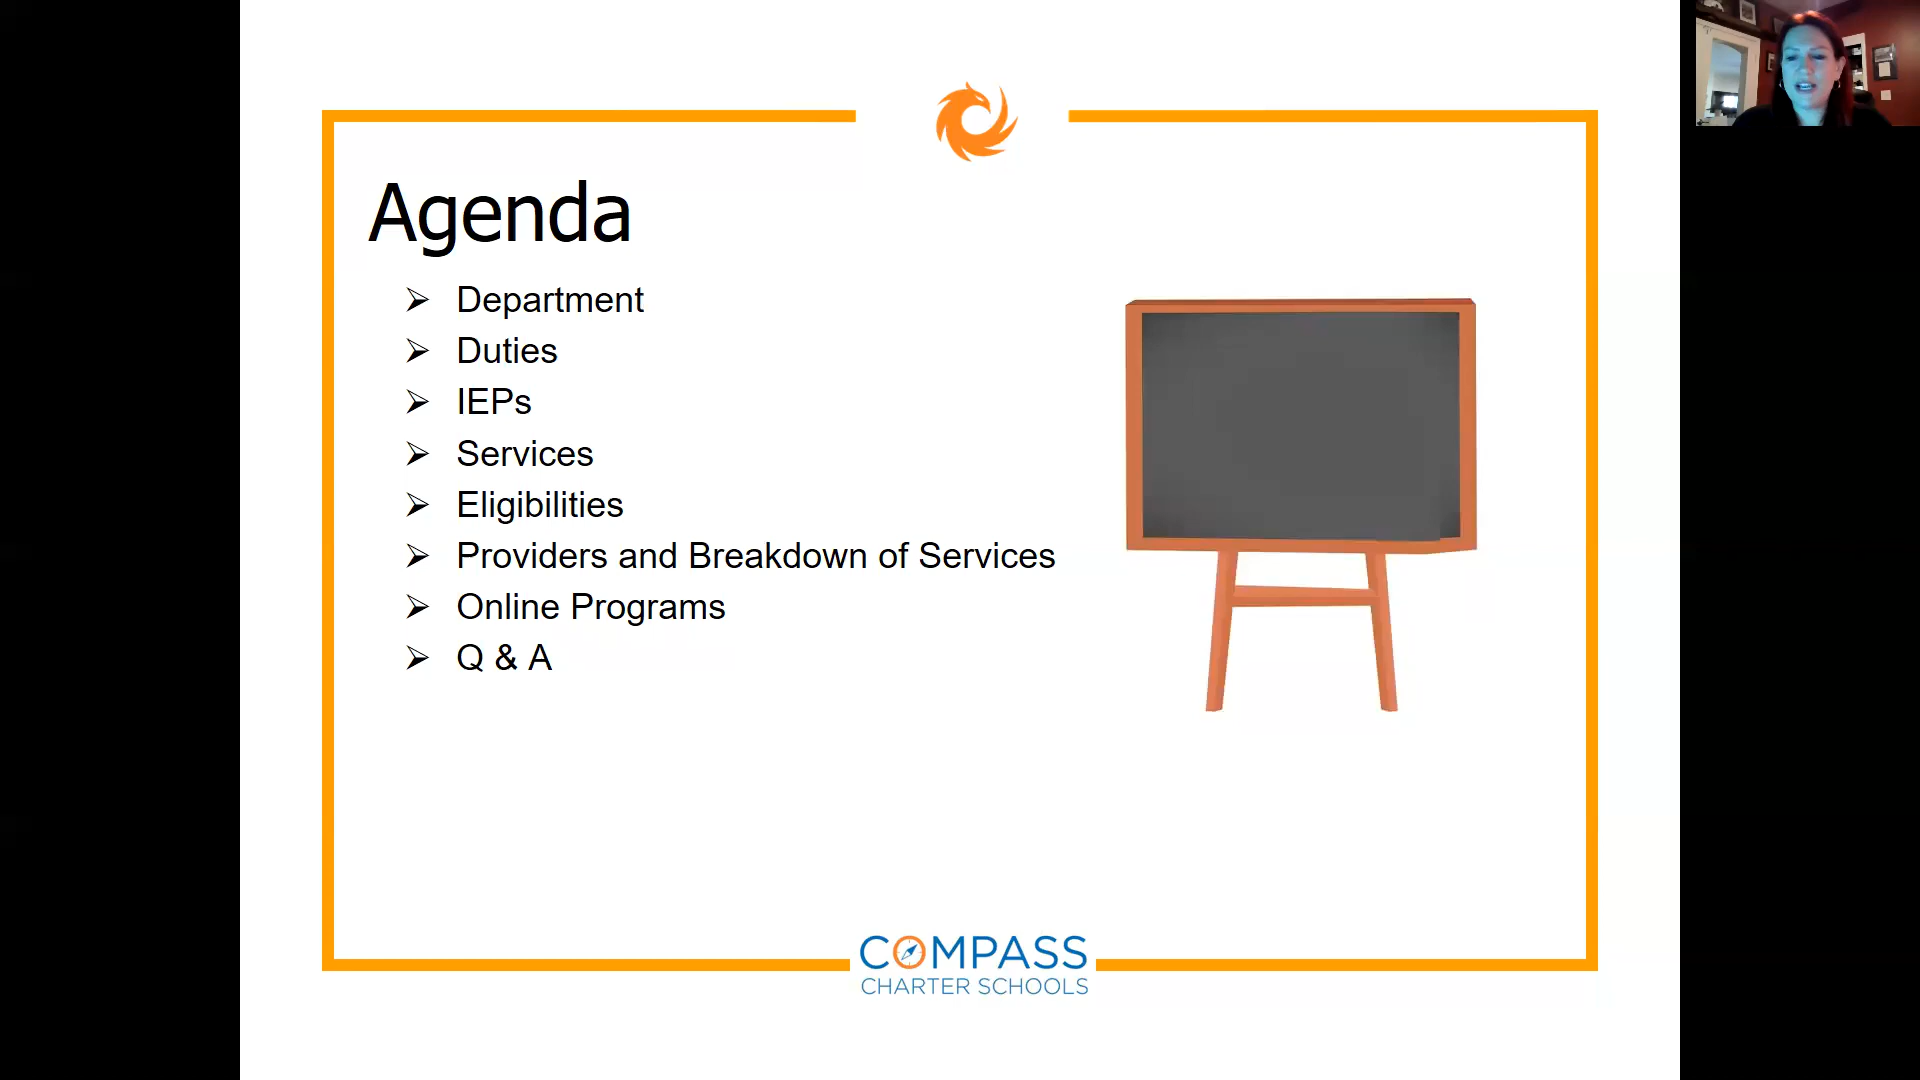 Agenda
➢ Department
➢ Duties
➢ IEPs
➢ Services
➢ Eligibilities
➢ Providers and Breakdown of Services
➢ Online Programs
➢ Q & A
COMPASS
CHARTER SCHOOLS